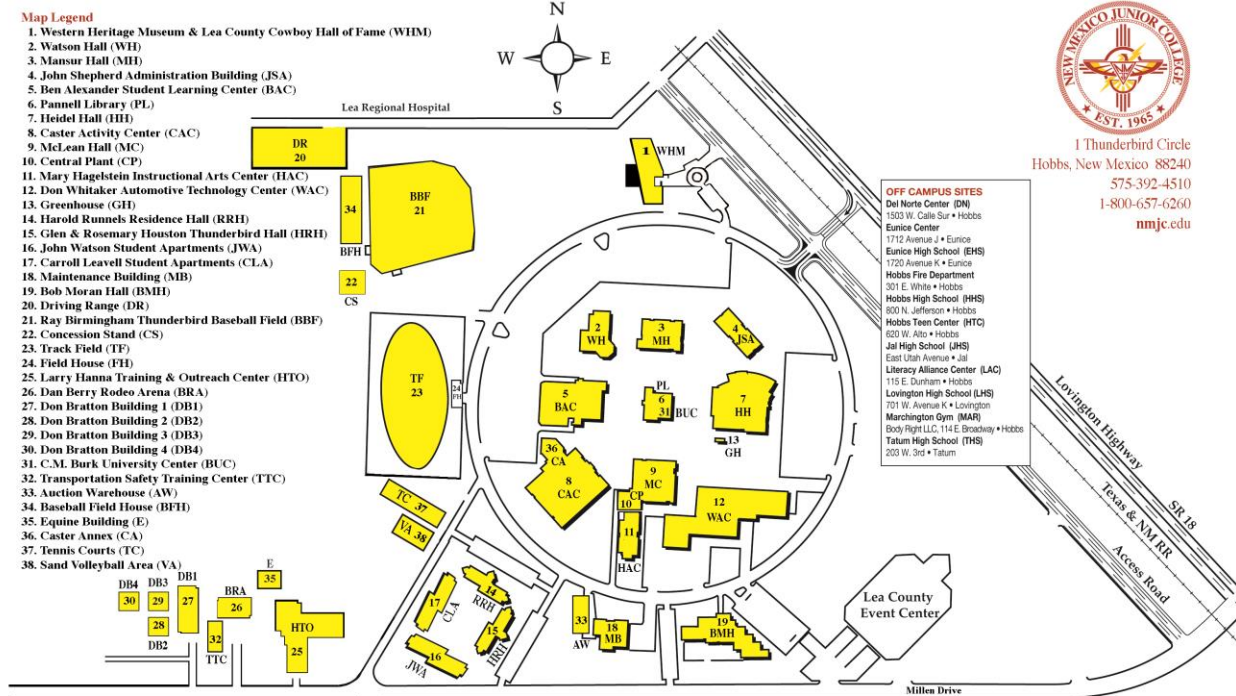 Map Legend
1. Western Heritage Museum & Lea County Cowboy Hall of Fame (WHM)
2. Watson Hall (WH)
3. Mansur Hall (MH)
4. John Shepherd Administration Building (JSA)
5. Ben Alexander Student Learning Center (BAC)
6. Pannell Library (PL)
7. Heidel Hall (HH)
8. Caster Activity Center (CAC)
9. McLean Hall (MC)
10. Central Plant (CP)
11. Mary Hagelstein Instructional Arts Center (HAC)
12. Don Whitaker Automotive Technology Center (WAC)
13. Greenhouse (GH)
14. Harold Runnels Residence Hall (RRH)
15. Glen & Rosemary Houston Thunderbird Hall (HRH)
16. John Watson Student Apartments (JWA)
17. Carroll Leavell Student Apartments (CLA)
18. Maintenance Building (MB)
19. Bob Moran Hall (BMH)
20. Driving Range (DR)
21. Ray Birmingham Thunderbird Baseball Field (BBF)
22. Concession Stand (CS)
23. Track Field (TF)
24. Field House (FH)
25. Larry Hanna Training & Outreach Center (HTO)
26. Dan Berry Rodeo Arena (BRA)
27. Don Bratton Building 1 (DB1)
28. Don Bratton Building 2 (DB2)
29. Don Bratton Building 3 (DB3)
30. Don Bratton Building 4 (DB4)
31. C.M. Burk University Center (BUC)
32. Transportation Safety Training Center (TTC)
33. Auction Warehouse (AW)
34. Baseball Field House (BFH)
35. Equine Building (E)
36. Caster Annex (CA)
37. Tennis Courts (TC)
38. Sand Volleyball Area (VA)
N
W
E
S
Lea Regional Hospital
NEW MEXICO JUNIOR COLLEGE
EST. 1965
1 Thunderbird Circle
Hobbs, New Mexico 88240
575-392-4510
1-800-657-6260
nmjc.edu
OFF CAMPUS SITES
Del Norte Center (DN)
1503 W. Calle Sur • Hobbs
Eunice Center
1712 Avenue J • Eunice
Eunice High School (EHS)
1720 Avenue K • Eunice
Hobbs Fire Department
301 E. White • Hobbs
Hobbs High School (HHS)
800 N. Jefferson • Hobbs
Hobbs Teen Center (HTC)
620 W. Alto • Hobbs
Jal High School (JHS)
East Utah Avenue • Jal
Literacy Alliance Center (LAC)
115 E. Dunham • Hobbs
Lovington High School (LHS)
701 W. Avenue K • Lovington
Marchington Gym (MAR)
Body Right LLC, 114 E. Broadway • Hobbs
Tatum High School (THS)
203 W. 3rd • Tatum
DR
20
1 WHM
34
BFH
BBF
21
22
CS
TF
23
24
FH
2
WH
3
MH
4
JSA
5
BAC
PL
6
31 BUC
7
HH
13
GH
36
CA
8
CAC
9
MC
CP
10
11
HAC
12
WAC
TC 37
VA 38
17
CLA
14
RRH
15
HRH
16
JWA
33
AW
18
MB
19
BMH
DB4
30
DB3
29
28
DB2
DB1
27
BRA
26
32
TTC
E
35
HTO
25
Lea County
Event Center
Lovington Highway
SR 18
Texas & NM RR
Access Road
Millen Drive